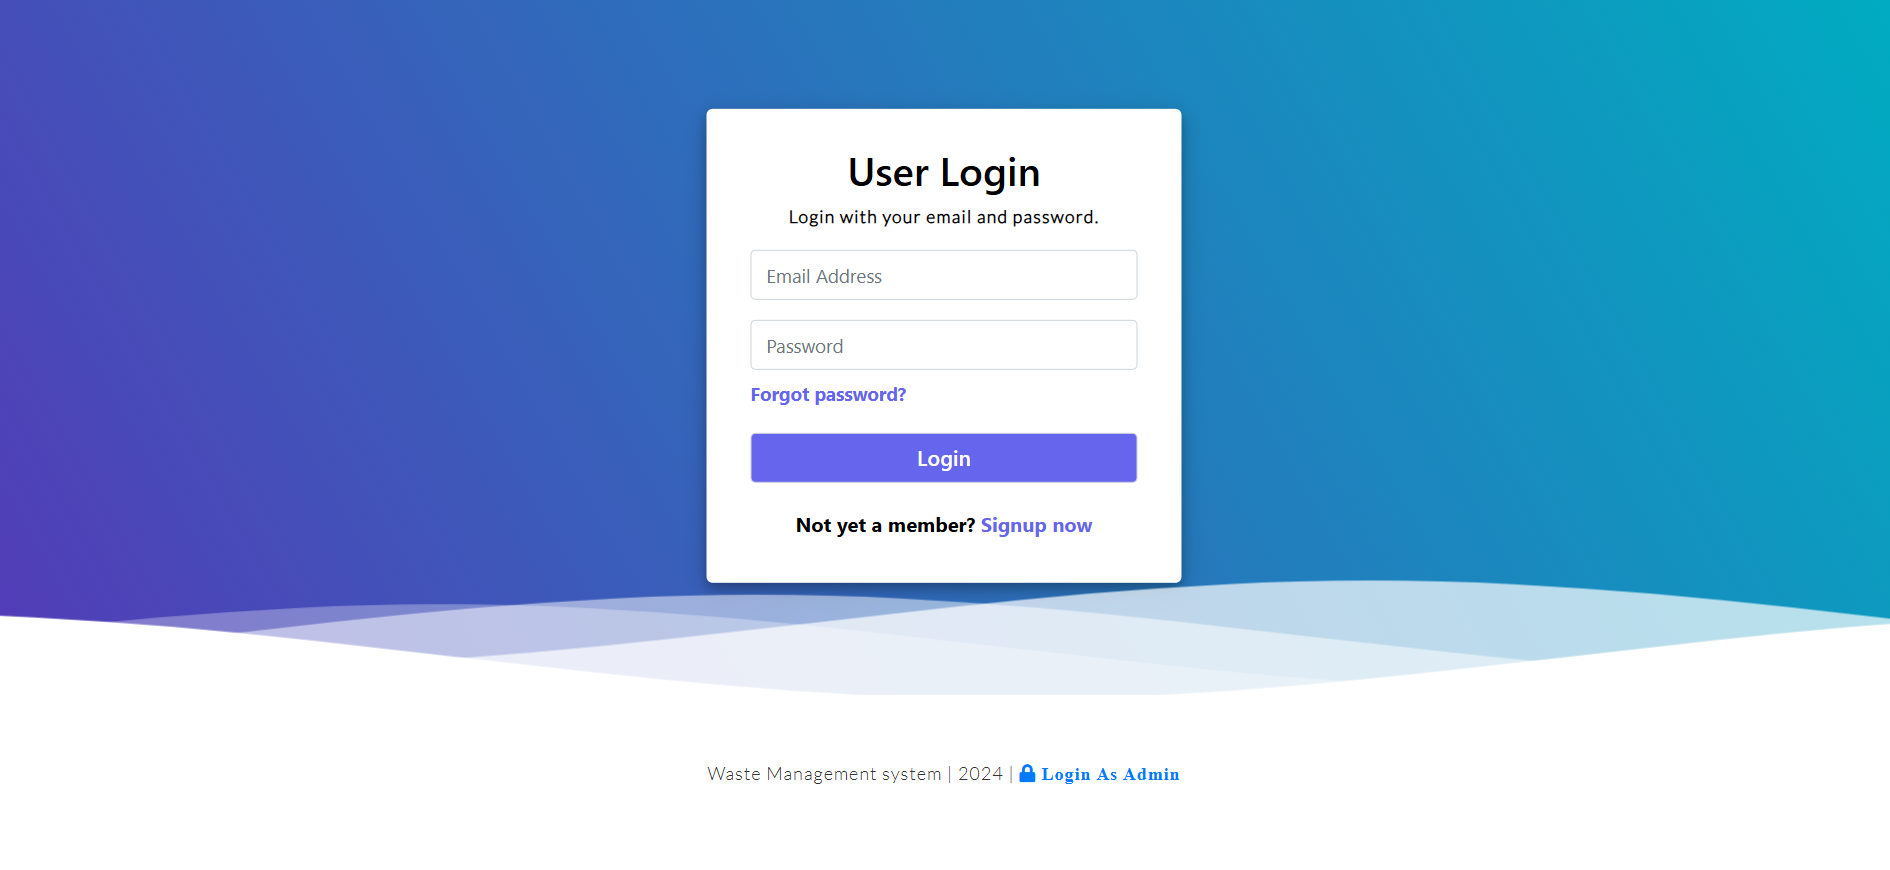 User Login
Login with your email and password.
Email Address
Password
Forgot password?
Login
Not yet a member? Signup now
Waste Management system | 2024 | Login As Admin